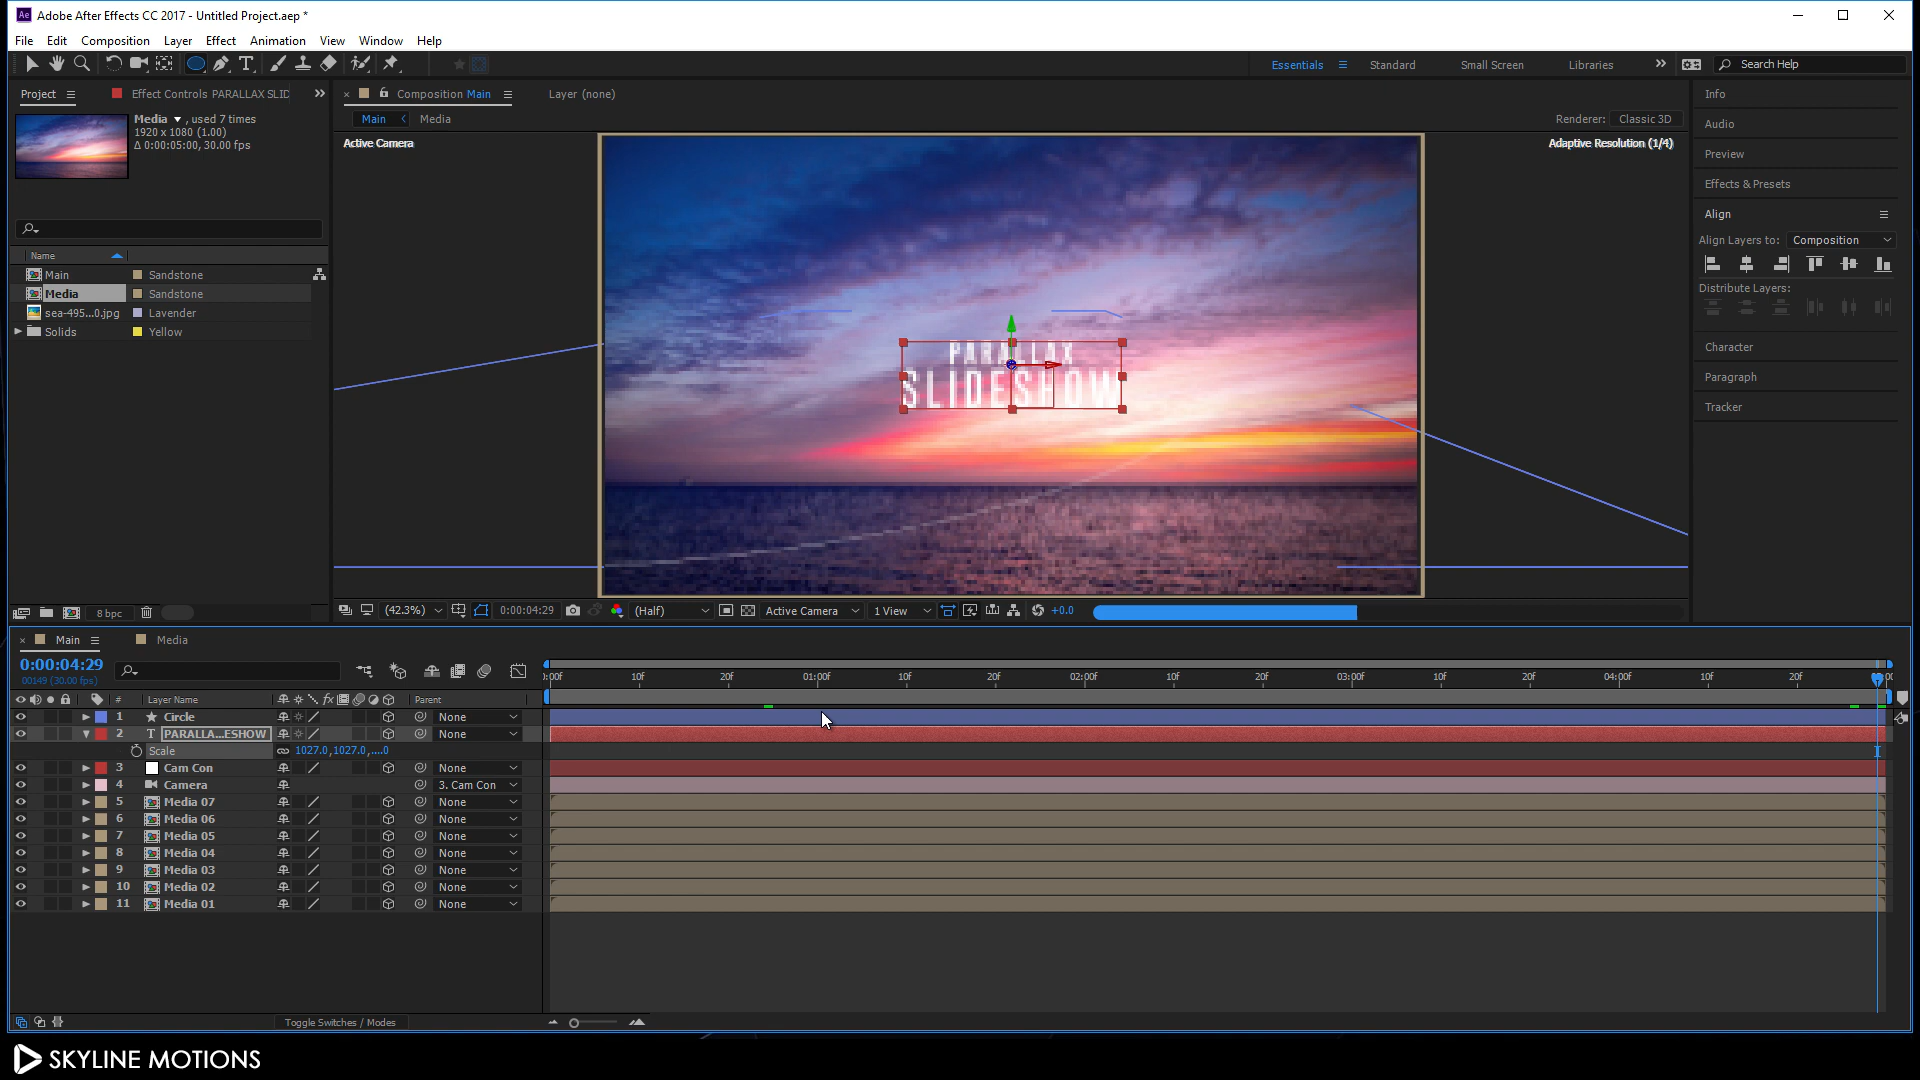 Ae Adobe After Effects CC 2017 - Untitled Project.aep *
File Edit Composition Layer Effect Animation View Window Help
Essentials Standard Small Screen Libraries Search Help
Project Effect Controls PARALLAX SLID Composition Main Layer (none)
Media , used 7 times
1920 x 1080 (1.00)
Δ 0:00:05:00, 30.00 fps
Main Media
Renderer: Classic 3D
Active Camera
Adaptive Resolution (1/4)
Info
Audio
Preview
Effects & Presets
Align
Align Layers to: Composition
Distribute Layers:
Character
Paragraph
Tracker
Name
Main Sandstone
Media Sandstone
sea-495...0.jpg Lavender
Solids Yellow
PARALLAX
SLIDESHOW
8 bpc
(42.3%) 0:00:04:29 (Half) Active Camera 1 View +0.0
Main Media
0:00:04:29
00149 (30.00 fps)
):00f 10f 20f 01:00f 10f 20f 02:00f 10f 20f 03:00f 10f 20f 04:00f 10f 20f
# Layer Name fx Parent
1 Circle None
2 T PARALLA...ESHOW None
Scale 1027.0,1027.0,....0
3 Cam Con None
4 Camera 3. Cam Con
5 Media 07 None
6 Media 06 None
7 Media 05 None
8 Media 04 None
9 Media 03 None
10 Media 02 None
11 Media 01 None
Toggle Switches / Modes
SKYLINE MOTIONS